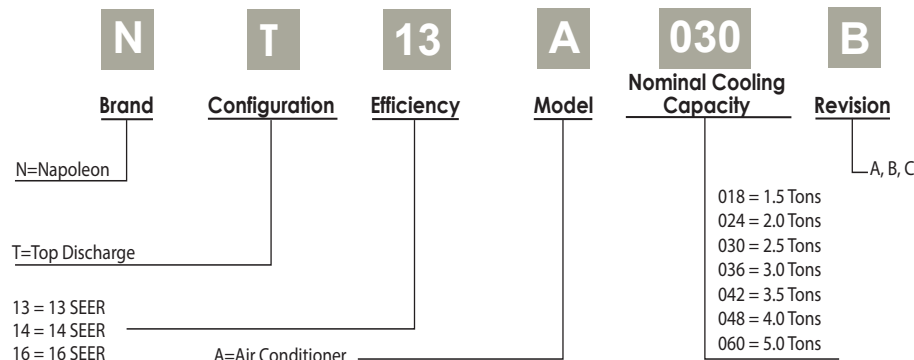 N T 13 A 030 B
Brand Configuration Efficiency Model Nominal Cooling Capacity Revision
N=Napoleon
A, B, C
T=Top Discharge
13 = 13 SEER
14 = 14 SEER
16 = 16 SEER
A=Air Conditioner
018 = 1.5 Tons
024 = 2.0 Tons
030 = 2.5 Tons
036 = 3.0 Tons
042 = 3.5 Tons
048 = 4.0 Tons
060 = 5.0 Tons